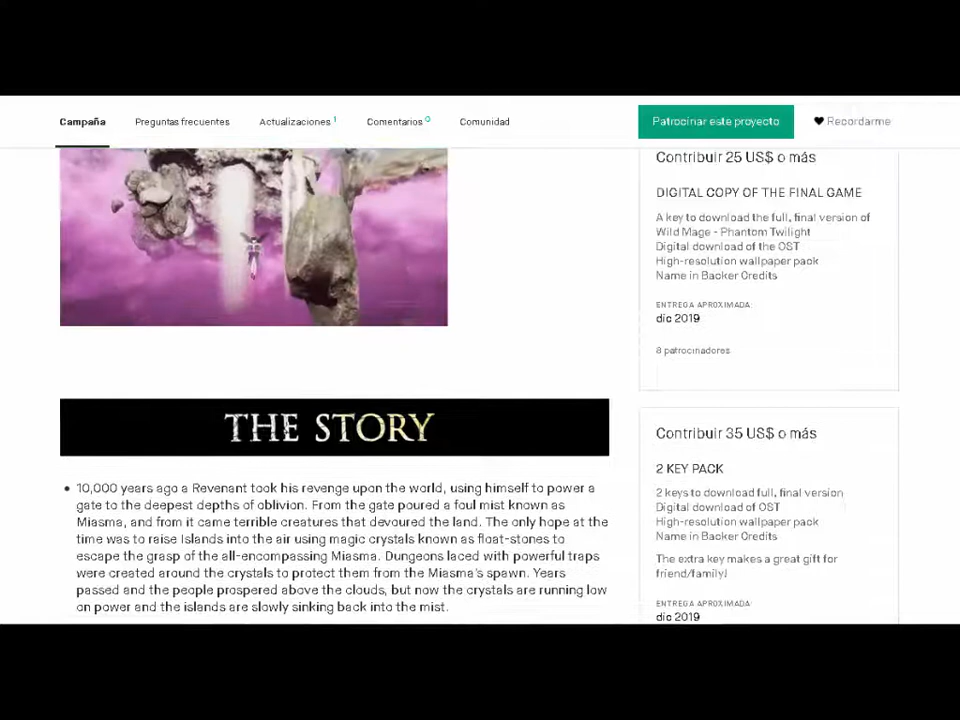 Campaña
Preguntas frecuentes
Actualizaciones 1
Comentarios 0
Comunidad
Patrocinar este proyecto
Recordarme
Contribuir 25 US$ o más
DIGITAL COPY OF THE FINAL GAME
A key to download the full, final version of
Wild Mage - Phantom Twilight
Digital download of the OST
High-resolution wallpaper pack
Name in Backer Credits
ENTREGA APROXIMADA:
dic 2019
8 patrocinadores
THE STORY
• 10,000 years ago a Revenant took his revenge upon the world, using himself to power a
gate to the deepest depths of oblivion. From the gate poured a foul mist known as
Miasma, and from it came terrible creatures that devoured the land. The only hope at the
time was to raise Islands into the air using magic crystals known as float-stones to
escape the grasp of the all-encompassing Miasma. Dungeons laced with powerful traps
were created around the crystals to protect them from the Miasma's spawn. Years
passed and the people prospered above the clouds, but now the crystals are running low
on power and the islands are slowly sinking back into the mist.
Contribuir 35 US$ o más
2 KEY PACK
2 keys to download full, final version
Digital download of OST
High-resolution wallpaper pack
Name in Backer Credits
The extra key makes a great gift for
friend/family!
ENTREGA APROXIMADA:
dic 2019